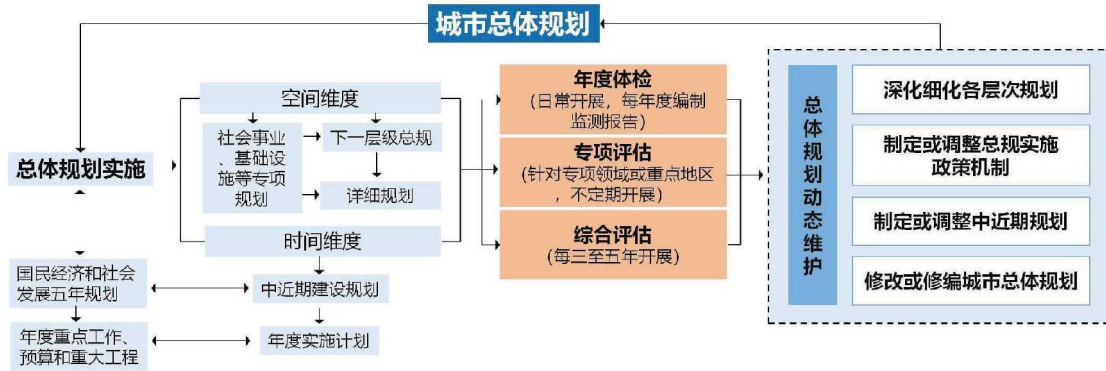 城市总体规划
总体规划实施
空间维度
社会事业
、基础设
施等专项
规划
下一层级总规
详细规划
时间维度
国民经济和社会
发展五年规划
中近期建设规划
年度重点工作、
预算和重大工程
年度实施计划
年度体检
(日常开展，每年度编制
监测报告)
专项评估
(针对专项领域或重点地区
，不定期开展)
综合评估
(每三至五年开展)
总体规划动态维护
深化细化各层次规划
制定或调整总规实施
政策机制
制定或调整中近期规划
修改或修编城市总体规划